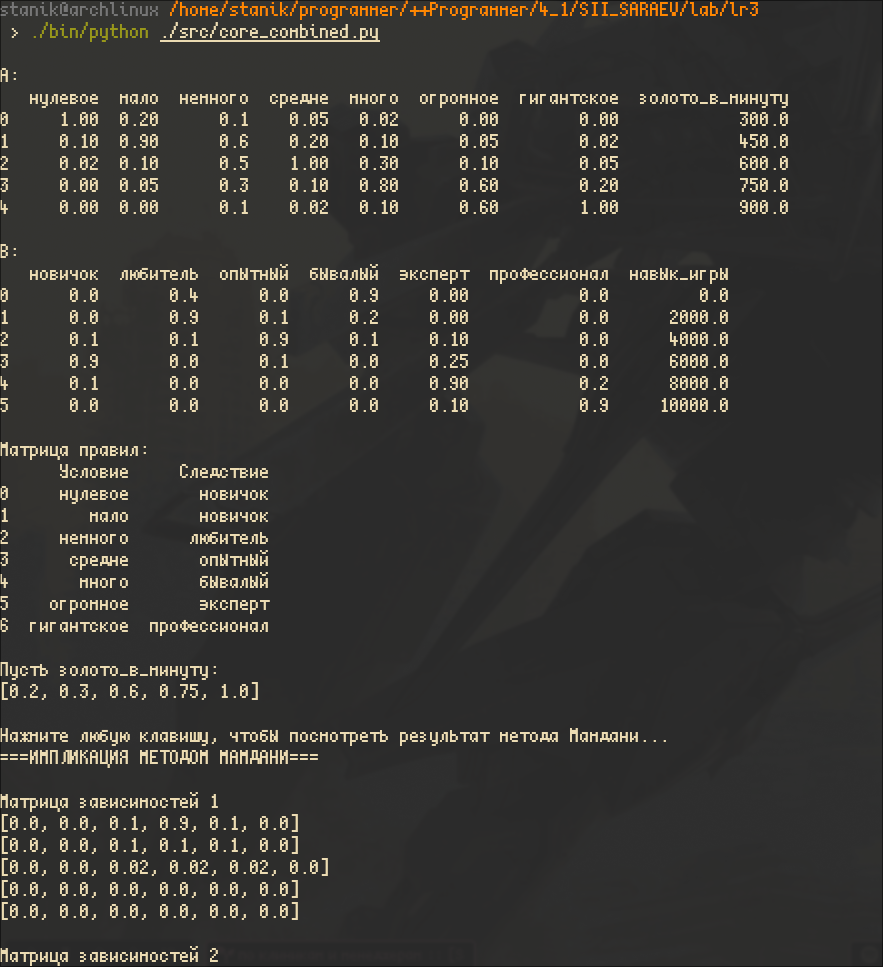 stanik@archlinux /home/stanik/programmer/++Programmer/4_1/SII_SARAEV/lab/lr3
> ./bin/python ./src/core_combined.py
A:
нулевое мало немного средне много огромное гигантское золото_в_минуту
0 1.00 0.20 0.1 0.05 0.02 0.00 0.00 300.0
1 0.10 0.90 0.6 0.20 0.10 0.05 0.02 450.0
2 0.02 0.10 0.5 1.00 0.30 0.10 0.05 600.0
3 0.00 0.05 0.3 0.10 0.80 0.60 0.20 750.0
4 0.00 0.00 0.1 0.02 0.10 0.60 1.00 900.0
B:
новичок любитель опытный бывалый эксперт профессионал навык_игры
0 0.0 0.4 0.0 0.9 0.00 0.0 0.0
1 0.0 0.9 0.1 0.2 0.00 0.0 2000.0
2 0.1 0.1 0.9 0.1 0.10 0.0 4000.0
3 0.9 0.0 0.1 0.0 0.25 0.0 6000.0
4 0.1 0.0 0.0 0.0 0.90 0.2 8000.0
5 0.0 0.0 0.0 0.0 0.10 0.9 10000.0
Матрица правил:
Условие Следствие
0 нулевое новичок
1 мало новичок
2 немного любитель
3 средне опытный
4 много бывалый
5 огромное эксперт
6 гигантское профессионал
Пусть золото_в_минуту:
[0.2, 0.3, 0.6, 0.75, 1.0]
Нажмите любую клавишу, чтобы посмотреть результат метода Мамдани...
===ИМПЛИКАЦИЯ МЕТОДОМ МАМДАНИ===
Матрица зависимостей 1
[0.0, 0.0, 0.1, 0.9, 0.1, 0.0]
[0.0, 0.0, 0.1, 0.1, 0.1, 0.0]
[0.0, 0.0, 0.02, 0.02, 0.02, 0.0]
[0.0, 0.0, 0.0, 0.0, 0.0, 0.0]
[0.0, 0.0, 0.0, 0.0, 0.0, 0.0]
Матрица зависимостей 2